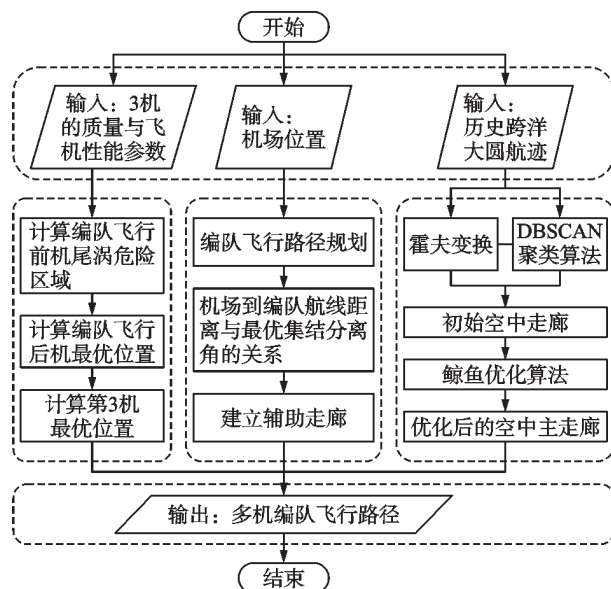 开始
输入：3机
的质量与飞
机性能参数
输入：
机场位置
输入：
历史跨洋
大圆航迹
计算编队飞行
前机尾涡危险
区域
计算编队飞行
后机最优位置
计算第3机
最优位置
编队飞行路径规划
机场到编队航线距
离与最优集结分离
角的关系
建立辅助走廊
霍夫变换
DBSCAN
聚类算法
初始空中走廊
鲸鱼优化算法
优化后的空中主走廊
输出：多机编队飞行路径
结束